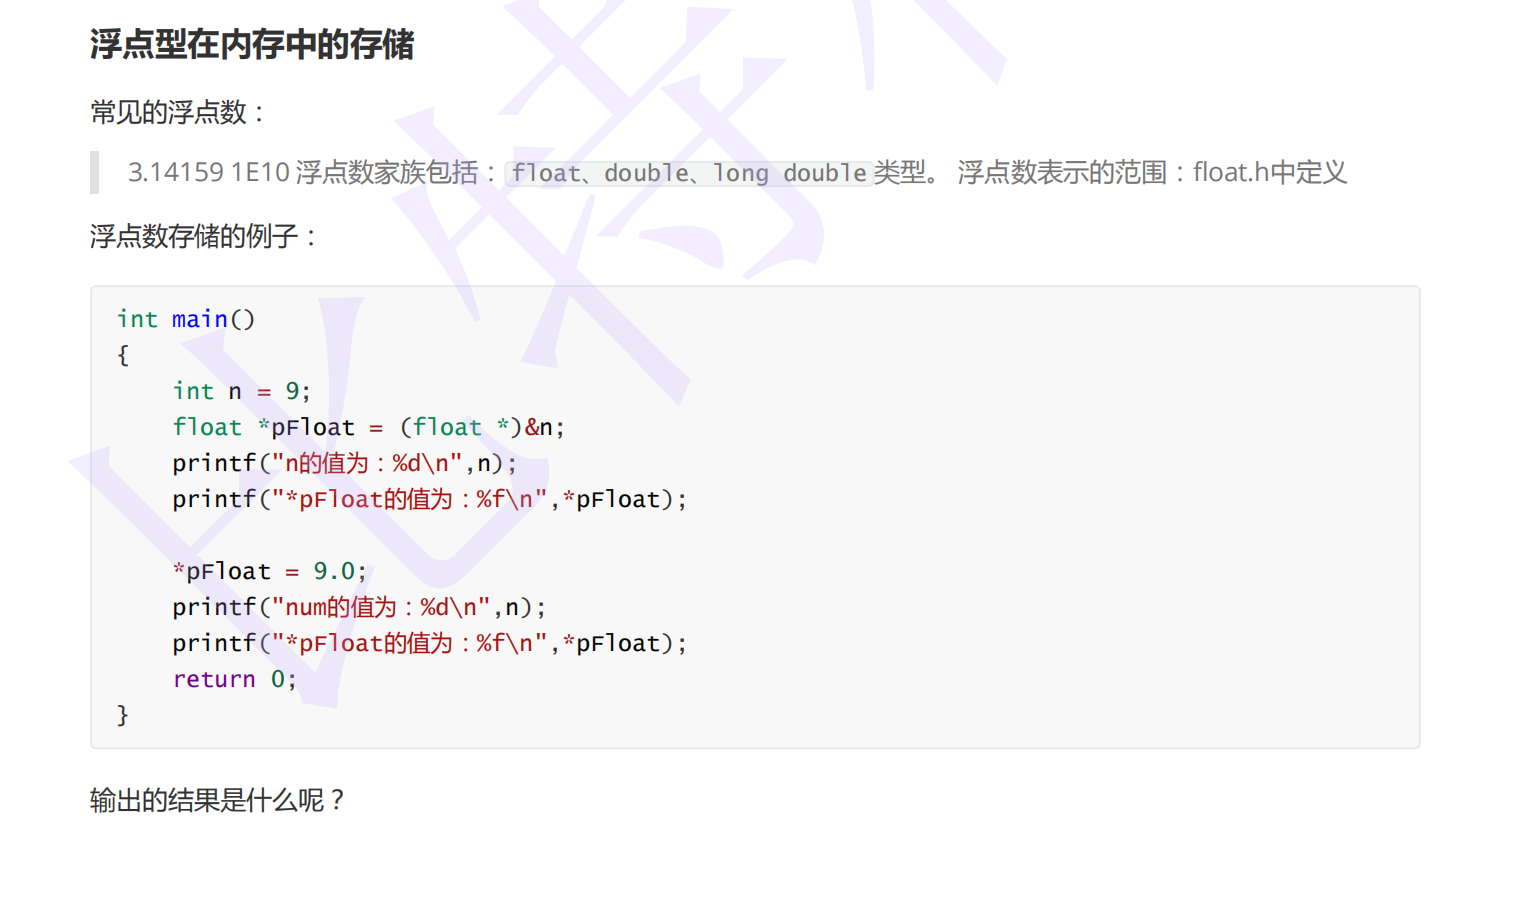 浮点型在内存中的存储
常见的浮点数：
3.14159 1E10 浮点数家族包括：float、double、long double类型。 浮点数表示的范围：float.h中定义
浮点数存储的例子：
int main()
{
    int n = 9;
    float *pFloat = (float *)&n;
    printf("n的值为：%d\n",n);
    printf("*pFloat的值为：%f\n",*pFloat);

    *pFloat = 9.0;
    printf("num的值为：%d\n",n);
    printf("*pFloat的值为：%f\n",*pFloat);
    return 0;
}
输出的结果是什么呢？